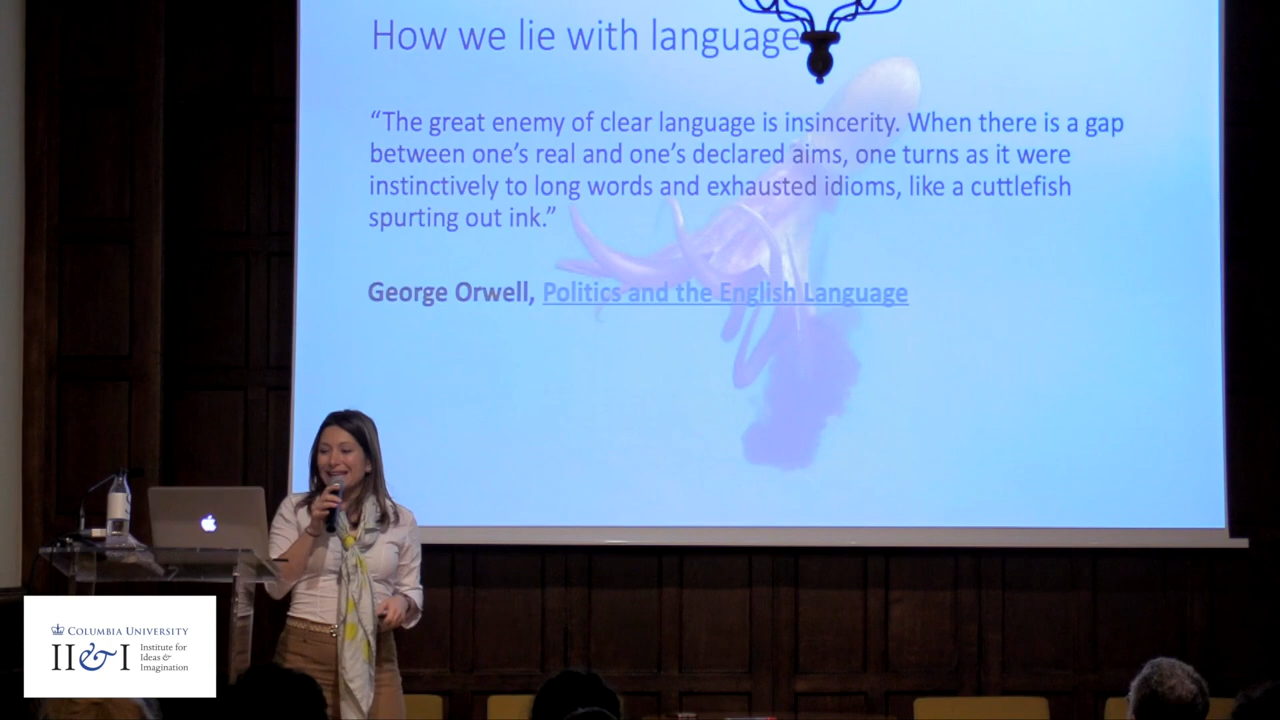 How we lie with language
“The great enemy of clear language is insincerity. When there is a gap
between one’s real and one’s declared aims, one turns as it were
instinctively to long words and exhausted idioms, like a cuttlefish
spurting out ink.”
George Orwell, Politics and the English Language
COLUMBIA UNIVERSITY
II&I
Institute for
Ideas &
Imagination